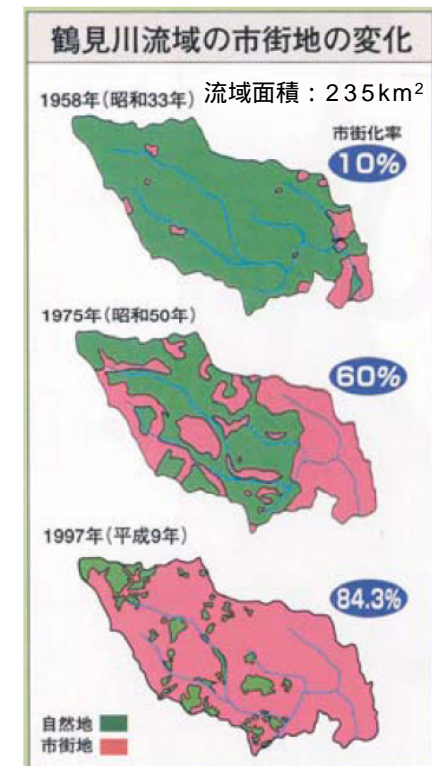 鶴見川流域の市街地の変化
1958年(昭和33年) 流域面積：235km²
市街化率
10%
1975年(昭和50年)
60%
1997年(平成9年)
84.3%
自然地
市街地